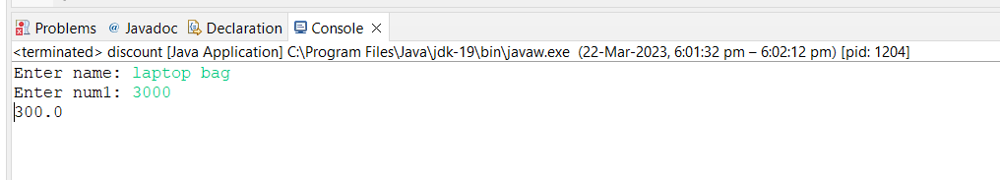 Problems @ Javadoc Declaration Console
<terminated> discount [Java Application] C:\Program Files\Java\jdk-19\bin\javaw.exe (22-Mar-2023, 6:01:32 pm – 6:02:12 pm) [pid: 1204]
Enter name: laptop bag
Enter num1: 3000
300.0